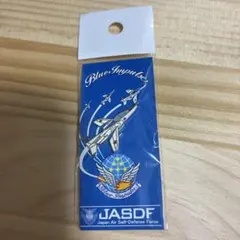 Blue Impulse
JASDF
Japan Air Self-Defense Force